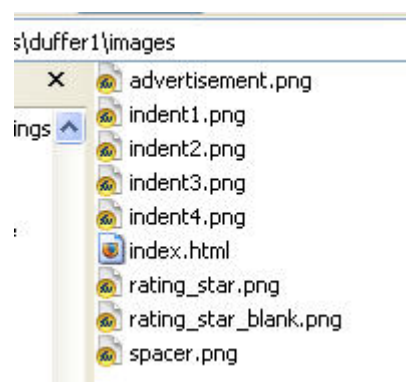 s\duffer1\images
advertisement.png
ings
indent1.png
indent2.png
indent3.png
indent4.png
index.html
rating_star.png
rating_star_blank.png
spacer.png